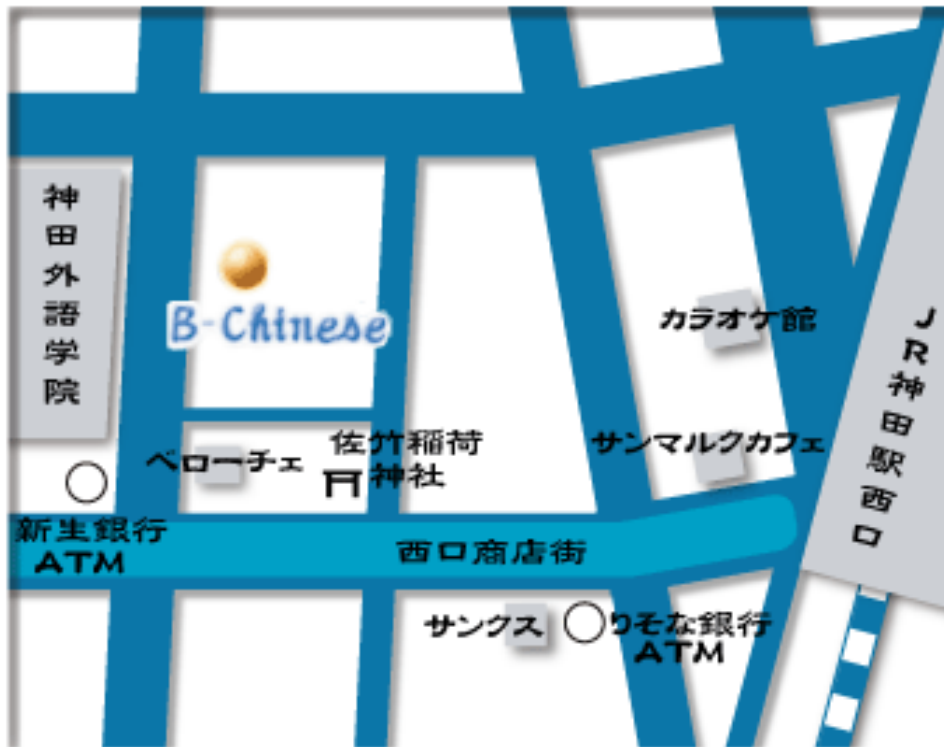 神田外語学院
B-Chinese
カラオケ館
JR神田駅西口
ベローチェ
佐竹稲荷
神社
サンマルクカフェ
新生銀行
ATM
西口商店街
サンクス
りそな銀行
ATM